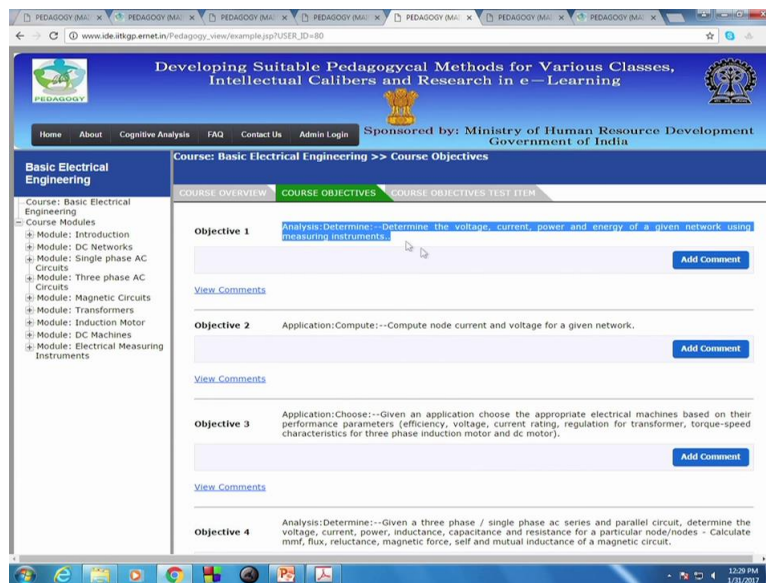 PEDAGOGY (MA
PEDAGOGY (MA
PEDAGOGY (MA
PEDAGOGY (MA
PEDAGOGY (MA
PEDAGOGY (MA
PEDAGOGY (MA
www.ide.iitkgp.ernet.in/Pedagogy_view/example.jsp?USER_ID=80
Developing Suitable Pedagogycal Methods for Various Classes,
Intellectual Calibers and Research in e-Learning
PEDAGOGY
Home About Cognitive Analysis FAQ Contact Us Admin Login
Sponsored by: Ministry of Human Resource Development
Government of India
Basic Electrical
Engineering
Course: Basic Electrical
Engineering
Course Modules
Module: Introduction
Module: DC Networks
Module: Single phase AC
Circuits
Module: Three phase AC
Circuits
Module: Magnetic Circuits
Module: Transformers
Module: Induction Motor
Module: DC Machines
Module: Electrical Measuring
Instruments
Course: Basic Electrical Engineering >> Course Objectives
COURSE OVERVIEW COURSE OBJECTIVES COURSE OBJECTIVES TEST ITEM
Objective 1
Analysis:Determine:--Determine the voltage, current, power and energy of a given network using
measuring instruments..
Add Comment
View Comments
Objective 2
Application:Compute:--Compute node current and voltage for a given network.
Add Comment
View Comments
Objective 3
Application:Choose:--Given an application choose the appropriate electrical machines based on their
performance parameters (efficiency, voltage, current rating, regulation for transformer, torque-speed
characteristics for three phase induction motor and dc motor).
Add Comment
View Comments
Objective 4
Analysis:Determine:--Given a three phase / single phase ac series and parallel circuit, determine the
voltage, current, power, inductance, capacitance and resistance for a particular node/nodes - Calculate
mmf, flux, reluctance, magnetic force, self and mutual inductance of a magnetic circuit.
12:29 PM
1/31/2017